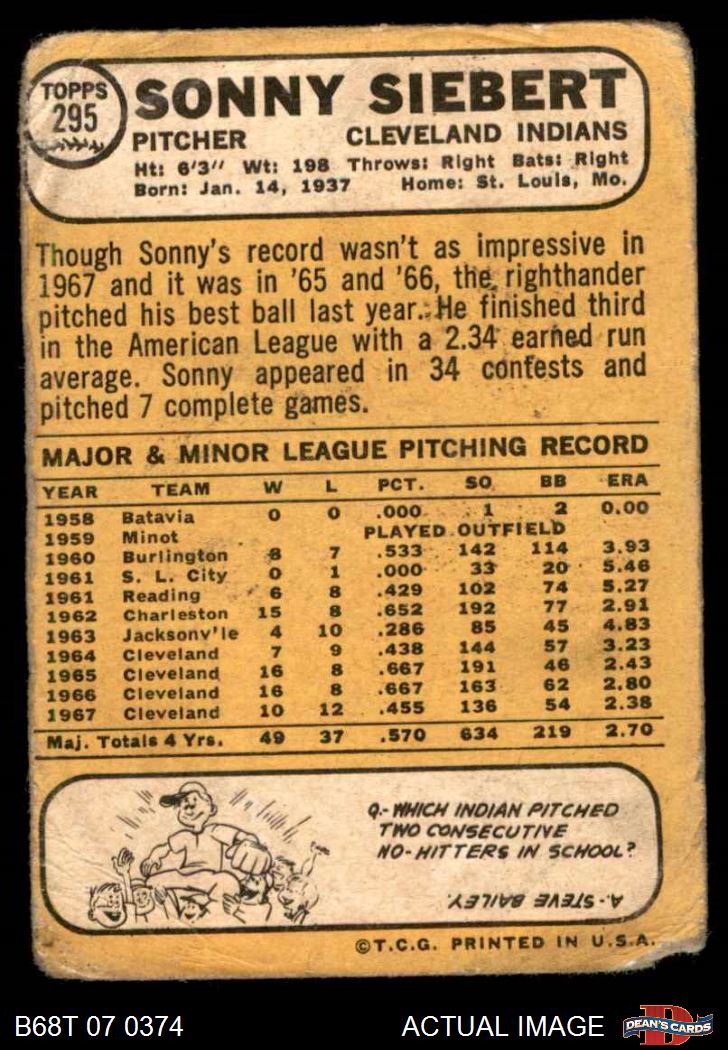 TOPPS
295
SONNY SIEBERT
PITCHER CLEVELAND INDIANS
Ht: 6'3" Wt: 198 Throws: Right Bats: Right
Born: Jan. 14, 1937 Home: St. Louis, Mo.
Though Sonny's record wasn't as impressive in
1967 and it was in '65 and '66, the righthander
pitched his best ball last year. He finished third
in the American League with a 2.34 earned run
average. Sonny appeared in 34 contests and
pitched 7 complete games.
MAJOR & MINOR LEAGUE PITCHING RECORD
YEAR TEAM W L PCT. SO BB ERA
1958 Batavia 0 0 .000 1 2 0.00
1959 Minot PLAYED OUTFIELD
1960 Burlington 8 7 .533 142 114 3.93
1961 S. L. City 0 1 .000 33 20 5.46
1961 Reading 6 8 .429 102 74 5.27
1962 Charleston 15 8 .652 192 77 2.91
1963 Jacksonv'le 4 10 .286 85 45 4.83
1964 Cleveland 7 9 .438 144 57 3.23
1965 Cleveland 16 8 .667 191 46 2.43
1966 Cleveland 16 8 .667 163 62 2.80
1967 Cleveland 10 12 .455 136 54 2.38
Maj. Totals 4 Yrs. 49 37 .570 634 219 2.70
Q.- WHICH INDIAN PITCHED
TWO CONSECUTIVE
NO-HITTERS IN SCHOOL?
A. STEVE BAILEY.
©T.C.G. PRINTED IN U.S.A.
B68T 07 0374 ACTUAL IMAGE D DEAN'S CARDS